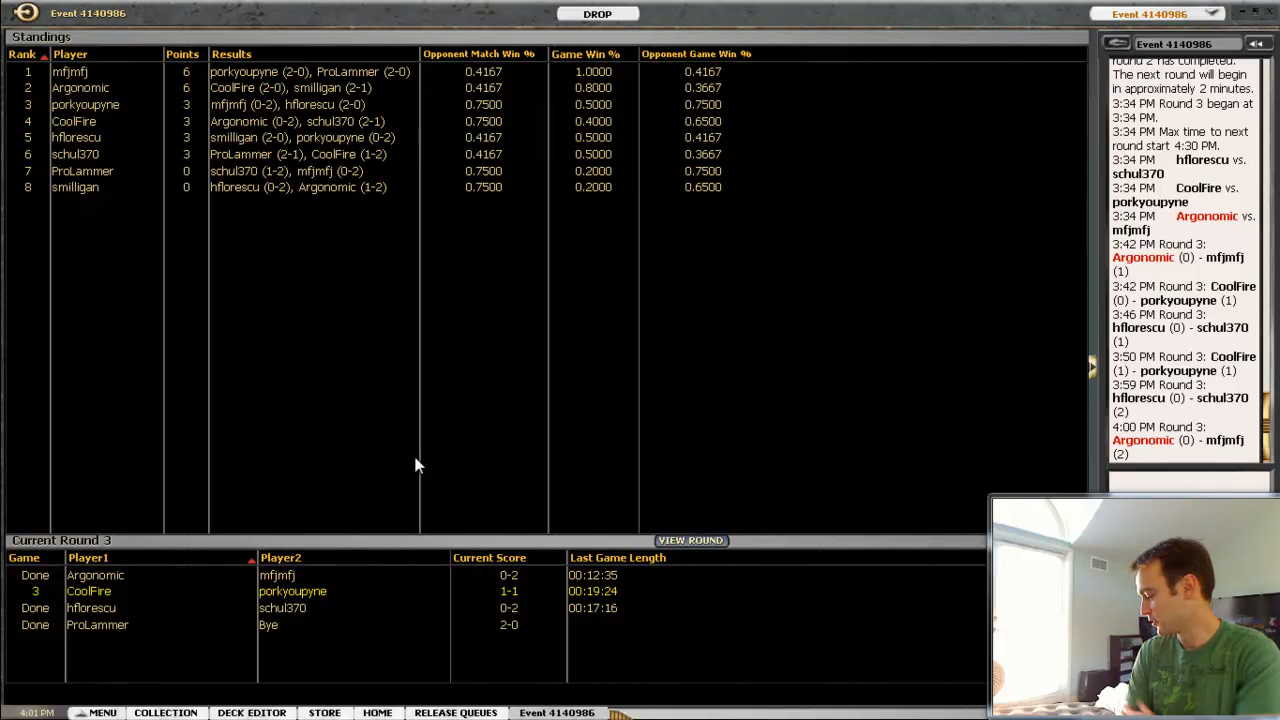 Event 4140986
DROP
Event 4140986
Standings
Rank Player Points Results Opponent Match Win % Game Win % Opponent Game Win %
1 mfjmfj 6 porkyoupyne (2-0), ProLammer (2-0) 0.4167 1.0000 0.4167
2 Argonomic 6 CoolFire (2-0), smilligan (2-1) 0.4167 0.8000 0.3667
3 porkyoupyne 3 mfjmfj (0-2), hflorescu (2-0) 0.7500 0.5000 0.7500
4 CoolFire 3 Argonomic (0-2), schul370 (2-1) 0.7500 0.4000 0.6500
5 hflorescu 3 smilligan (2-0), porkyoupyne (0-2) 0.4167 0.5000 0.4167
6 schul370 3 ProLammer (2-1), CoolFire (1-2) 0.4167 0.5000 0.3667
7 ProLammer 0 schul370 (1-2), mfjmfj (0-2) 0.7500 0.2000 0.7500
8 smilligan 0 hflorescu (0-2), Argonomic (1-2) 0.7500 0.2000 0.6500
Event 4140986
round 2 has completed.
The next round will begin
in approximately 2 minutes.
3:34 PM Round 3 began at
3:34 PM.
3:34 PM Max time to next
round start 4:30 PM.
3:34 PM hflorescu vs.
schul370
3:34 PM CoolFire vs.
porkyoupyne
3:34 PM Argonomic vs.
mfjmfj
3:42 PM Round 3:
Argonomic (0) - mfjmfj
(1)
3:42 PM Round 3: CoolFire
(0) - porkyoupyne (1)
3:46 PM Round 3:
hflorescu (0) - schul370
(1)
3:50 PM Round 3: CoolFire
(1) - porkyoupyne (1)
3:59 PM Round 3:
hflorescu (0) - schul370
(2)
4:00 PM Round 3:
Argonomic (0) - mfjmfj
(2)
Current Round 3
VIEW ROUND
Game Player1 Player2 Current Score Last Game Length
Done Argonomic mfjmfj 0-2 00:12:35
3 CoolFire porkyoupyne 1-1 00:19:24
Done hflorescu schul370 0-2 00:17:16
Done ProLammer Bye 2-0
4:01 PM MENU COLLECTION DECK EDITOR STORE HOME RELEASE QUEUES Event 4140986